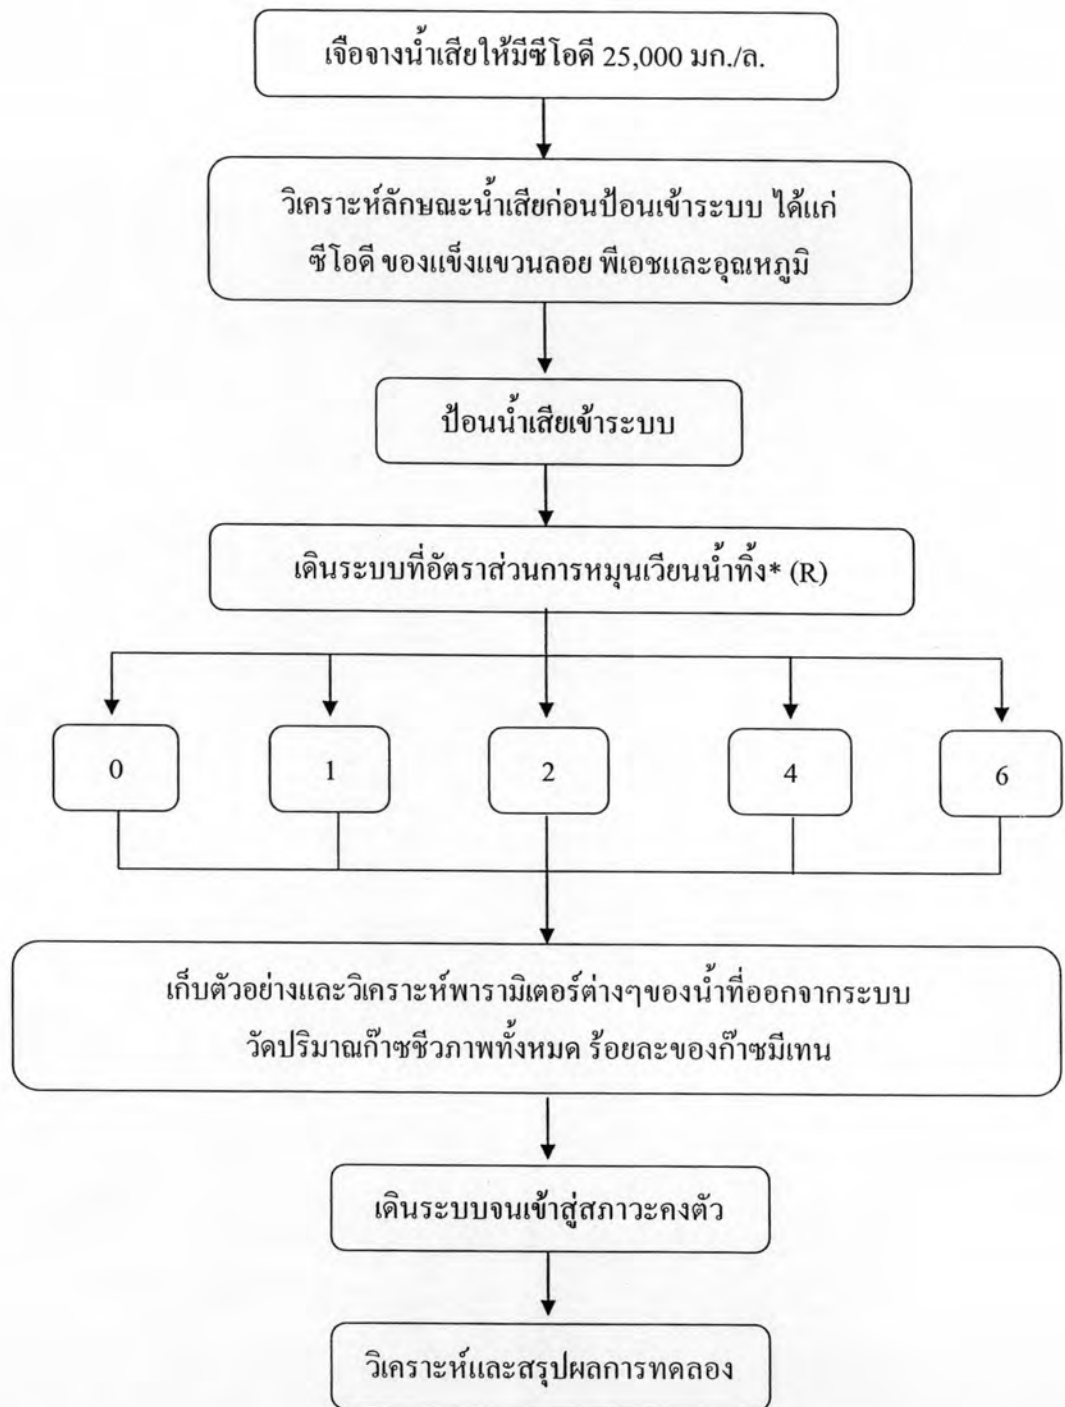 เจือจางน้ำเสียให้มีซีโอดี 25,000 มก./ล.
วิเคราะห์ลักษณะน้ำเสียก่อนป้อนเข้าระบบ ได้แก่
ซีโอดี ของแข็งแขวนลอย พีเอชและอุณหภูมิ
ป้อนน้ำเสียเข้าระบบ
เดินระบบที่อัตราส่วนการหมุนเวียนน้ำทิ้ง* (R)
0 1 2 4 6
เก็บตัวอย่างและวิเคราะห์พารามิเตอร์ต่างๆของน้ำที่ออกจากระบบ
วัดปริมาณก๊าซชีวภาพทั้งหมด ร้อยละของก๊าซมีเทน
เดินระบบจนเข้าสู่สภาวะคงตัว
วิเคราะห์และสรุปผลการทดลอง